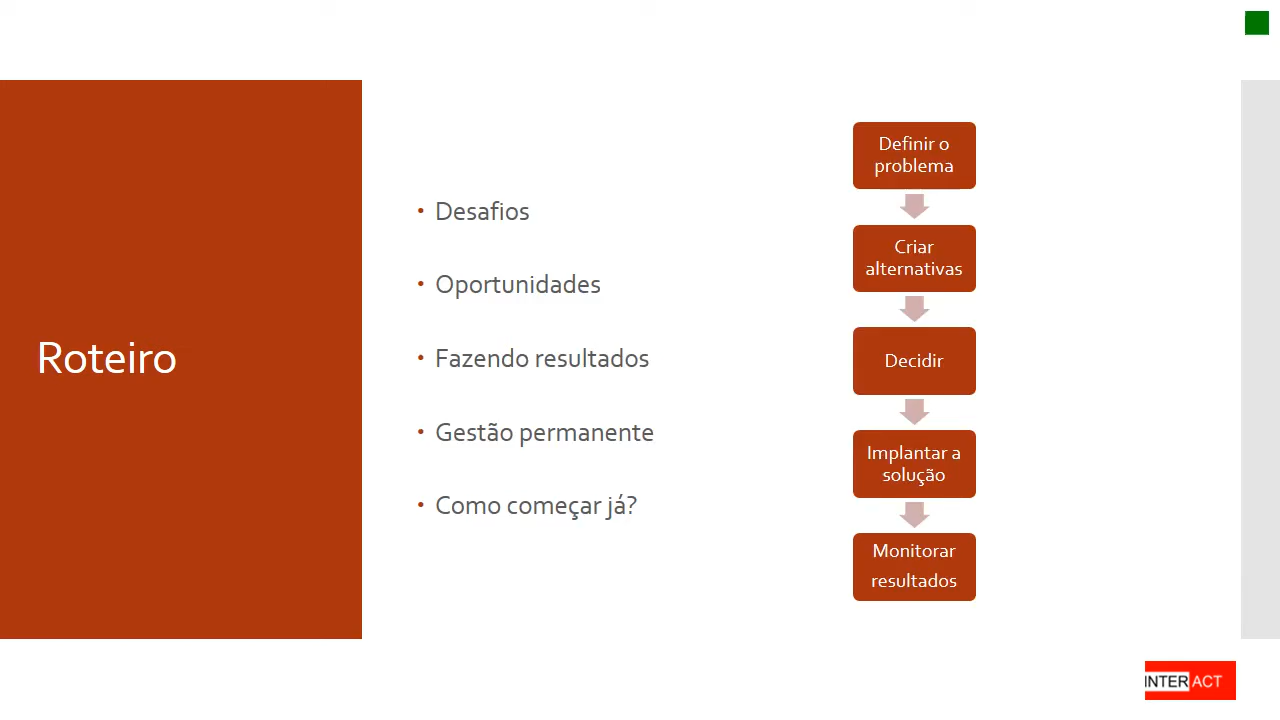 Roteiro
• Desafios
• Oportunidades
• Fazendo resultados
• Gestão permanente
• Como começar já?
Definir o
problema
Criar
alternativas
Decidir
Implantar a
solução
Monitorar
resultados
INTERACT